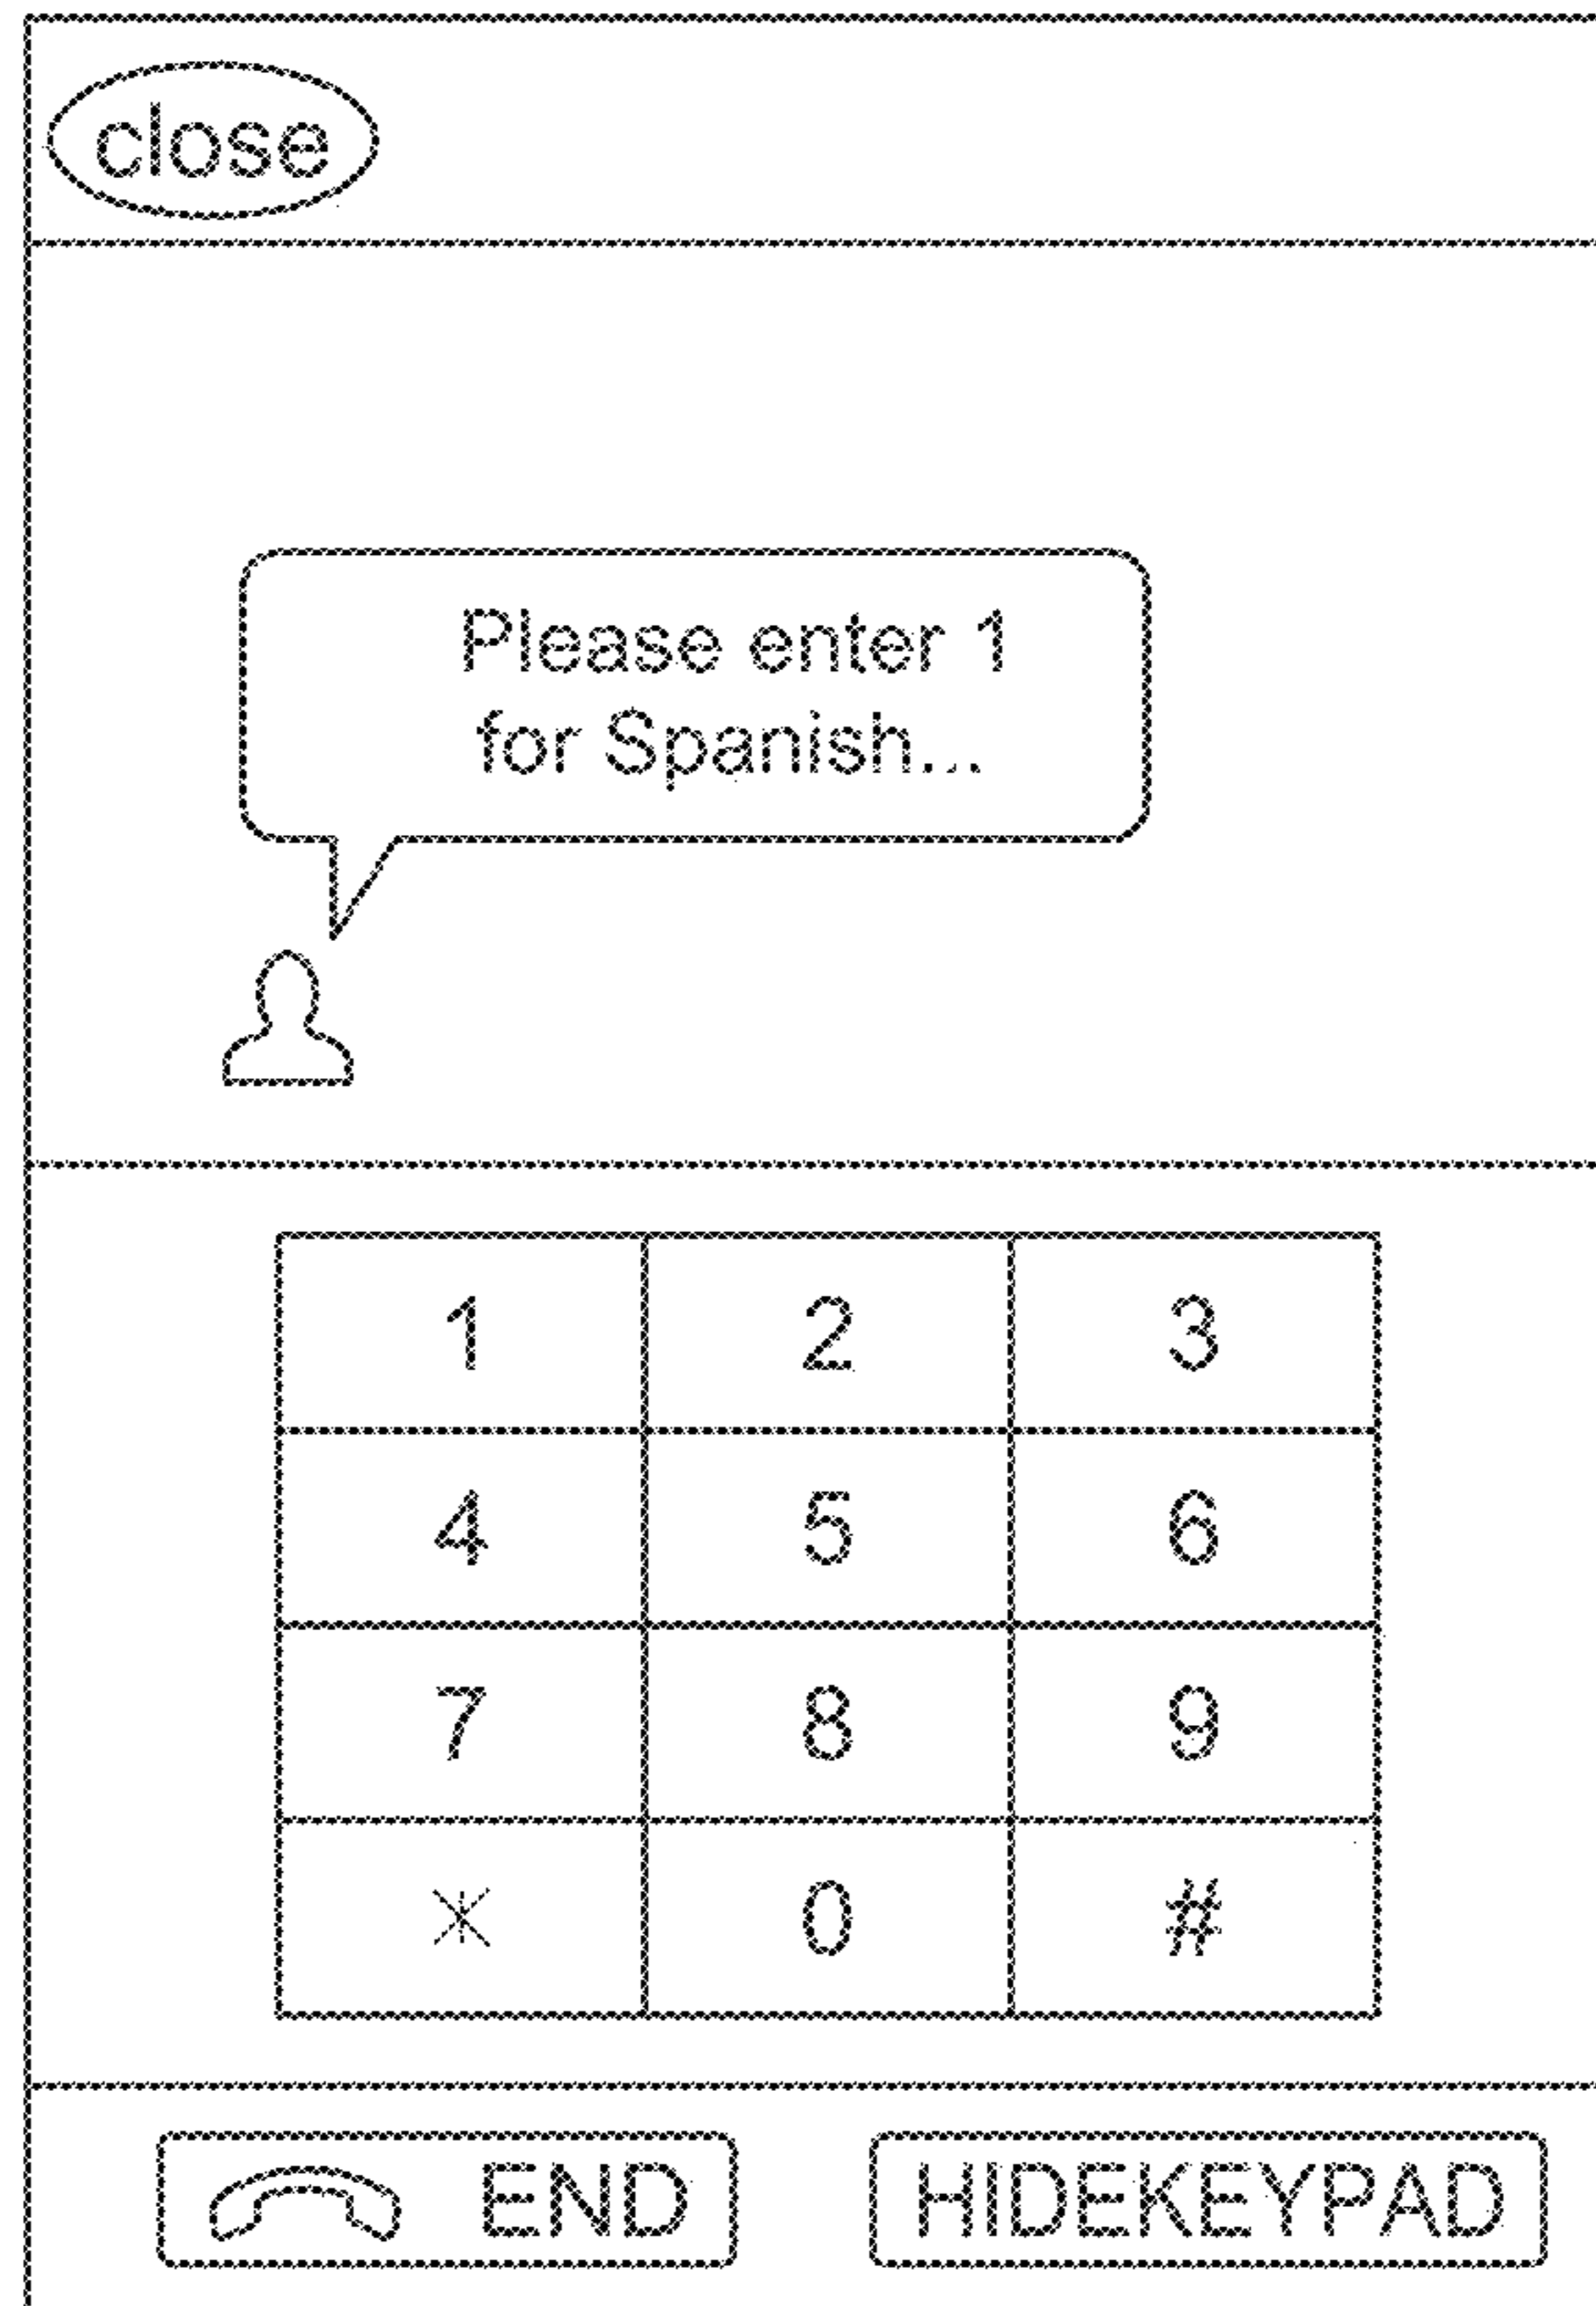 close
Please enter 1
for Spanish...
1 2 3
4 5 6
7 8 9
* 0 #
END HIDEKEYPAD